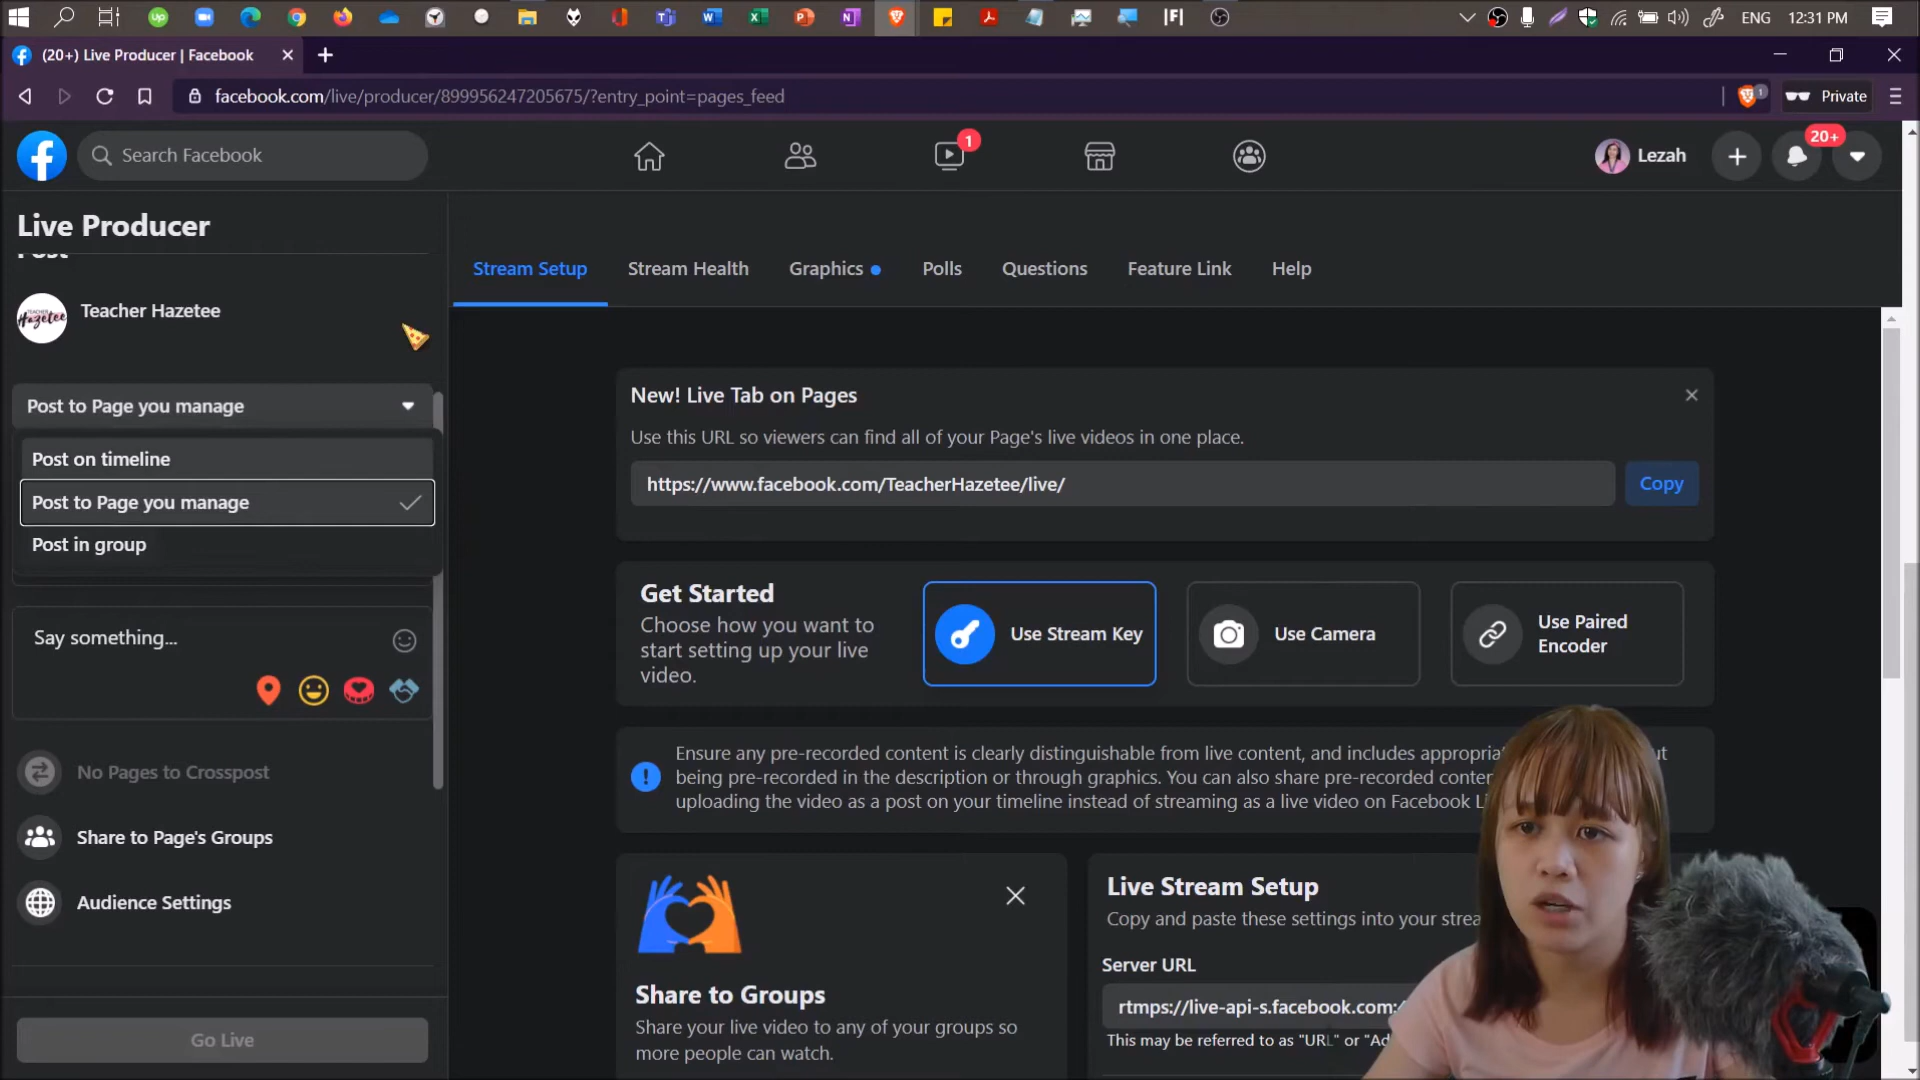 ENG 12:31 PM
(20+) Live Producer | Facebook
facebook.com/live/producer/899956247205675/?entry_point=pages_feed
1
Private
Search Facebook
1
Lezah
20+
Live Producer
Post
Teacher Hazetee
Post to Page you manage
Post on timeline
Post to Page you manage
Post in group
Say something...
No Pages to Crosspost
Share to Page's Groups
Audience Settings
Go Live
Stream Setup
Stream Health
Graphics
Polls
Questions
Feature Link
Help
New! Live Tab on Pages
Use this URL so viewers can find all of your Page's live videos in one place.
https://www.facebook.com/TeacherHazetee/live/
Copy
Get Started
Choose how you want to
start setting up your live
video.
Use Stream Key
Use Camera
Use Paired
Encoder
Ensure any pre-recorded content is clearly distinguishable from live content, and includes
being pre-recorded in the description or through graphics. You can also share pre-recorded
uploading the video as a post on your timeline instead of streaming as a live video on Facebook
Share to Groups
Share your live video to any of your groups so
more people can watch.
Live Stream Setup
Copy and paste these settings into your
Server URL
rtmps://live-api-s.facebook.com:
This may be referred to as "URL" or